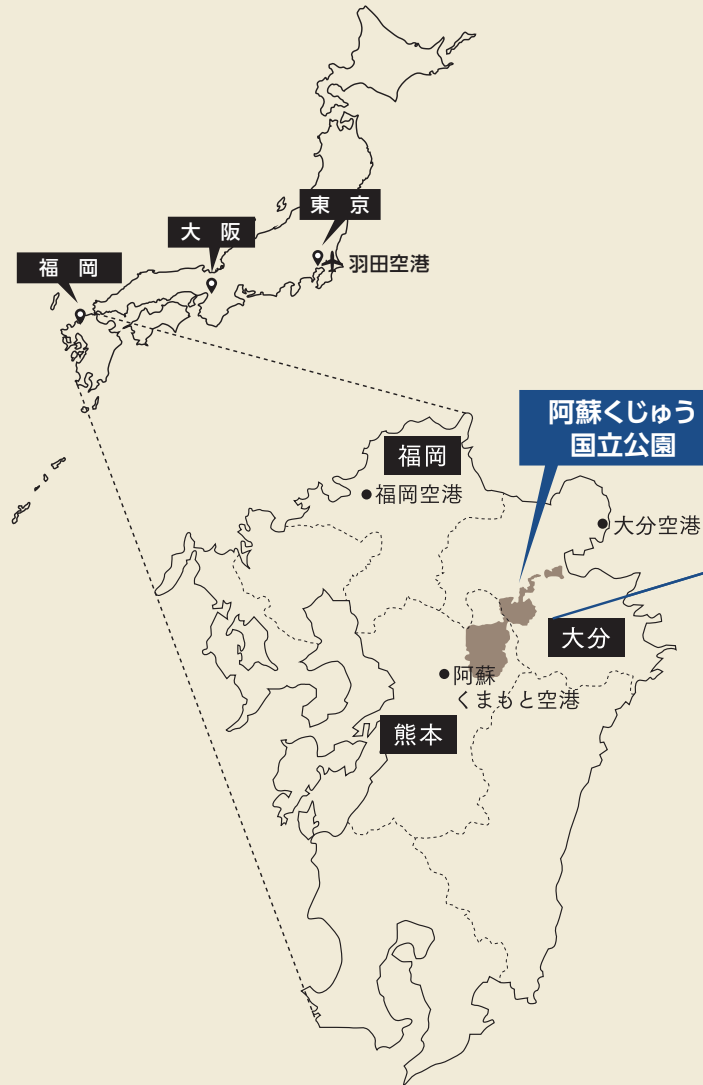 東京
大阪
羽田空港
福岡
阿蘇くじゅう
国立公園
福岡
福岡空港
大分空港
大分
阿蘇
くまもと空港
熊本